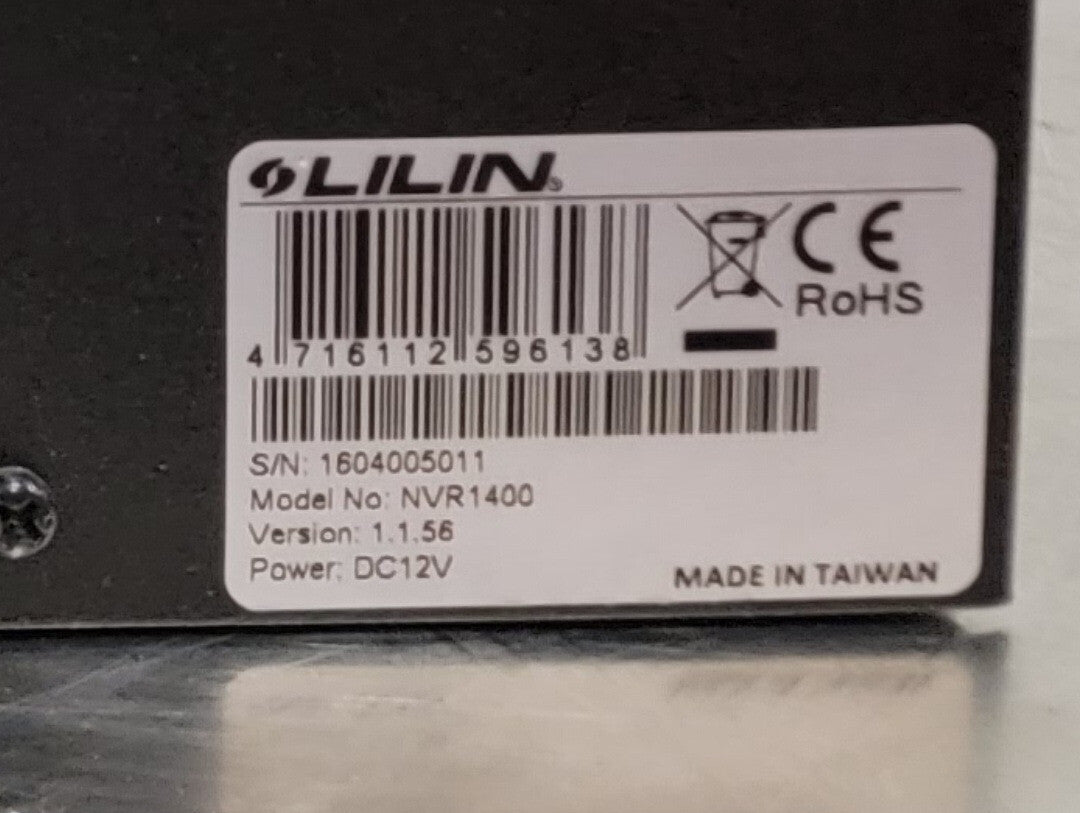 LILIN®
CE
RoHS
4 716112 596138
S/N: 1604005011
Model No: NVR1400
Version: 1.1.56
Power: DC12V
MADE IN TAIWAN